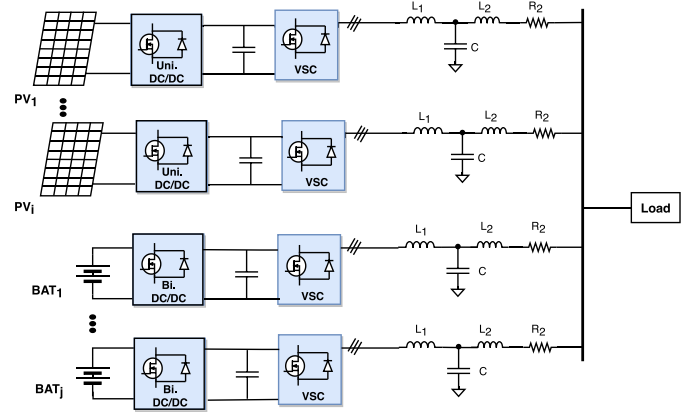 L₁ L₂ R₂
C
Uni.
DC/DC
VSC
PV₁
L₁ L₂ R₂
C
Uni.
DC/DC
VSC
PVᵢ
Load
L₁ L₂ R₂
C
Bi.
DC/DC
VSC
BAT₁
L₁ L₂ R₂
C
Bi.
DC/DC
VSC
BATⱼ